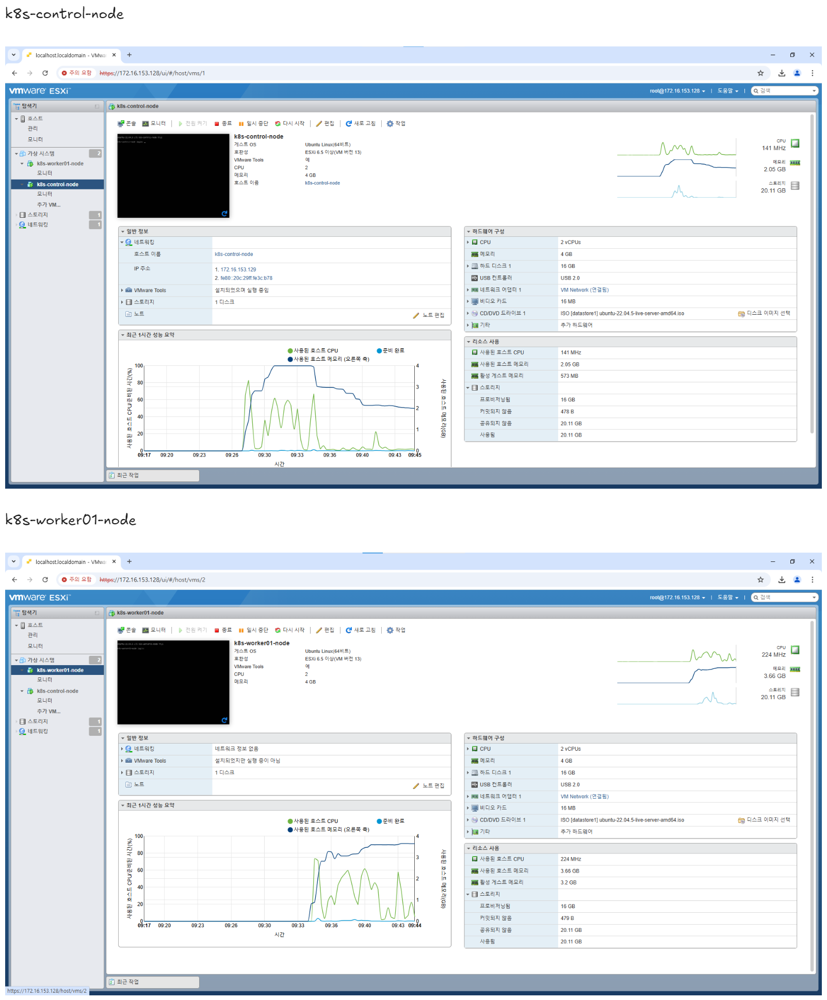 k8s-control-node
localhost.localdomain - VMwa
주의 요함 https://172.16.153.128/ui/#/host/vms/1
vmware ESXi™
root@172.16.153.128 | 도움말 | 검색
탐색기
호스트
관리
모니터
가상 시스템 2
k8s-worker01-node
모니터
k8s-control-node
모니터
추가 VM...
스토리지 1
네트워킹 1
k8s-control-node
콘솔 모니터 | 전원 켜기 종료 일시 중단 다시 시작 | 편집 | 새로 고침 | 작업
Ubuntu 22.04.5 LTS k8s-control-node tty1
k8s-control-node login: _
k8s-control-node
게스트 OS Ubuntu Linux(64비트)
호환성 ESXi 6.5 이상(VM 버전 13)
VMware Tools 예
CPU 2
메모리 4 GB
호스트 이름 k8s-control-node
CPU
141 MHz
메모리
2.05 GB
스토리지
20.11 GB
일반 정보
네트워킹
호스트 이름 k8s-control-node
IP 주소 1. 172.16.153.129
2. fe80::20c:29ff:fe3c:b78
VMware Tools 설치되었으며 실행 중임
스토리지 1 디스크
노트 노트 편집
최근 1시간 성능 요약
사용된 호스트 CPU 준비 완료
사용된 호스트 메모리 (오른쪽 축)
사용된 호스트 CPU/준비된 시간(%)
100
80
60
40
20
0
4
3
2
1
0
사용된 호스트 메모리(GB)
09:17 09:20 09:23 09:26 09:30 09:33 09:36 09:40 09:43 09:45
시간
하드웨어 구성
CPU 2 vCPUs
메모리 4 GB
하드 디스크 1 16 GB
USB 컨트롤러 USB 2.0
네트워크 어댑터 1 VM Network (연결됨)
비디오 카드 16 MB
CD/DVD 드라이브 1 ISO [datastore1] ubuntu-22.04.5-live-server-amd64.iso 디스크 이미지 선택
기타 추가 하드웨어
리소스 사용
사용된 호스트 CPU 141 MHz
사용된 호스트 메모리 2.05 GB
활성 게스트 메모리 573 MB
스토리지
프로비저닝됨 16 GB
커밋되지 않음 478 B
공유되지 않음 20.11 GB
사용됨 20.11 GB
최근 작업
k8s-worker01-node
localhost.localdomain - VMwa
주의 요함 https://172.16.153.128/ui/#/host/vms/2
vmware ESXi™
root@172.16.153.128 | 도움말 | 검색
탐색기
호스트
관리
모니터
가상 시스템 2
k8s-worker01-node
모니터
k8s-control-node
모니터
추가 VM...
스토리지 1
네트워킹 1
k8s-worker01-node
콘솔 모니터 | 전원 켜기 종료 일시 중단 다시 시작 | 편집 | 새로 고침 | 작업
Ubuntu 22.04.5 LTS k8s-worker01-node tty1
k8s-worker01-node login:
k8s-worker01-node
게스트 OS Ubuntu Linux(64비트)
호환성 ESXi 6.5 이상(VM 버전 13)
VMware Tools 예
CPU 2
메모리 4 GB
CPU
224 MHz
메모리
3.66 GB
스토리지
20.11 GB
일반 정보
네트워킹 네트워크 정보 없음
VMware Tools 설치되었지만 실행 중이 아님
스토리지 1 디스크
노트 노트 편집
최근 1시간 성능 요약
사용된 호스트 CPU 준비 완료
사용된 호스트 메모리 (오른쪽 축)
사용된 호스트 CPU/준비된 시간(%)
100
80
60
40
20
0
4
3
2
1
0
사용된 호스트 메모리(GB)
09:17 09:20 09:23 09:26 09:30 09:33 09:36 09:40 09:43 09:44
시간
하드웨어 구성
CPU 2 vCPUs
메모리 4 GB
하드 디스크 1 16 GB
USB 컨트롤러 USB 2.0
네트워크 어댑터 1 VM Network (연결됨)
비디오 카드 16 MB
CD/DVD 드라이브 1 ISO [datastore1] ubuntu-22.04.5-live-server-amd64.iso 디스크 이미지 선택
기타 추가 하드웨어
리소스 사용
사용된 호스트 CPU 224 MHz
사용된 호스트 메모리 3.66 GB
활성 게스트 메모리 3.2 GB
스토리지
프로비저닝됨 16 GB
커밋되지 않음 479 B
공유되지 않음 20.11 GB
사용됨 20.11 GB
최근 작업
https://172.16.153.128/host/vms/2